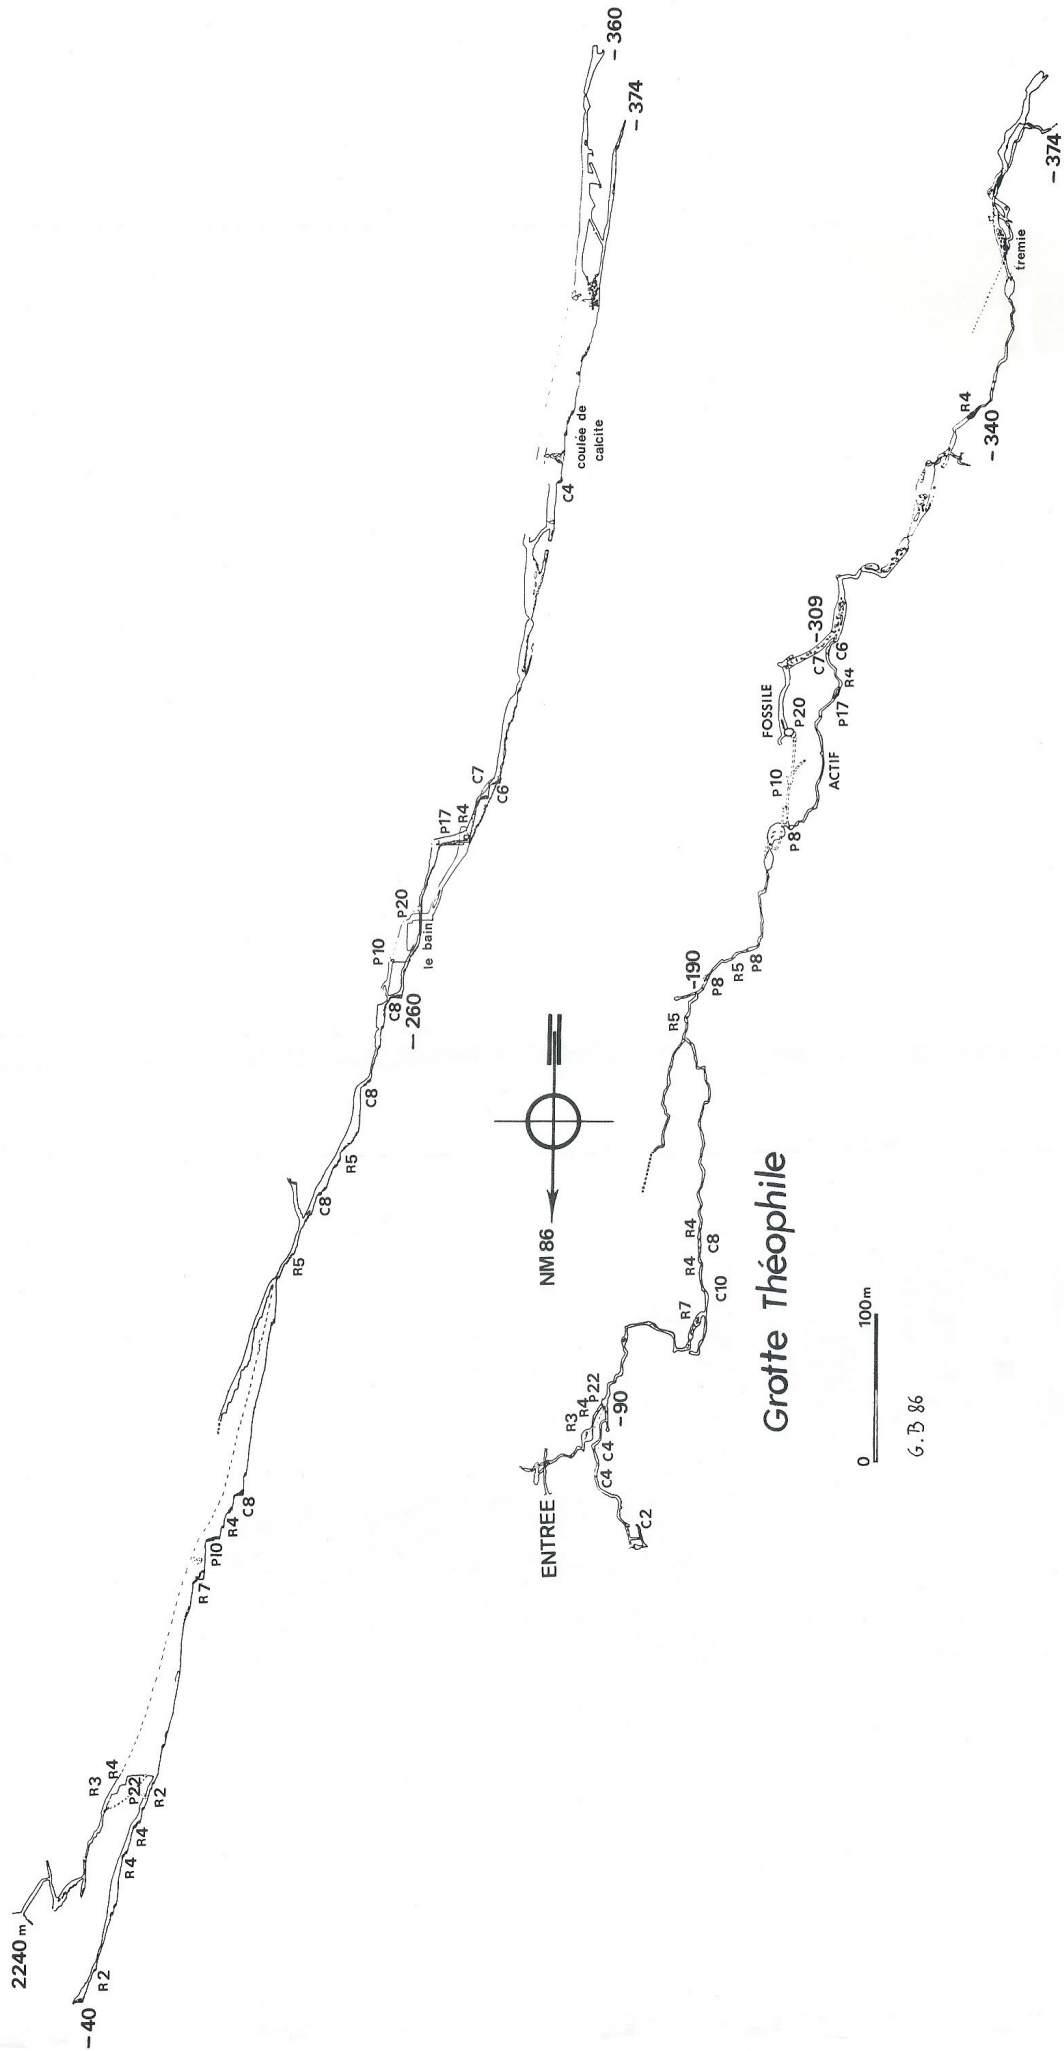 2240 m
-40
R2
R4
R4
R3
R4
P22
R2
R7
P10
R4
C8
R5
C8
R5
C8
C8
-260
P10
P20
le bain
P17
R4
C7
C6
C4
coulée de
calcite
-360
-374
ENTREE
R3
R4
P22
-90
C4
C4
C2
R7
C10
R4
R4
C8
R5
-190
P8
R5
P8
P8
P10
FOSSILE
P20
ACTIF
P17
R4
C7
C6
-309
R4
-340
tremie
-374
NM 86
Grotte Théophile
0
100m
G.B 86